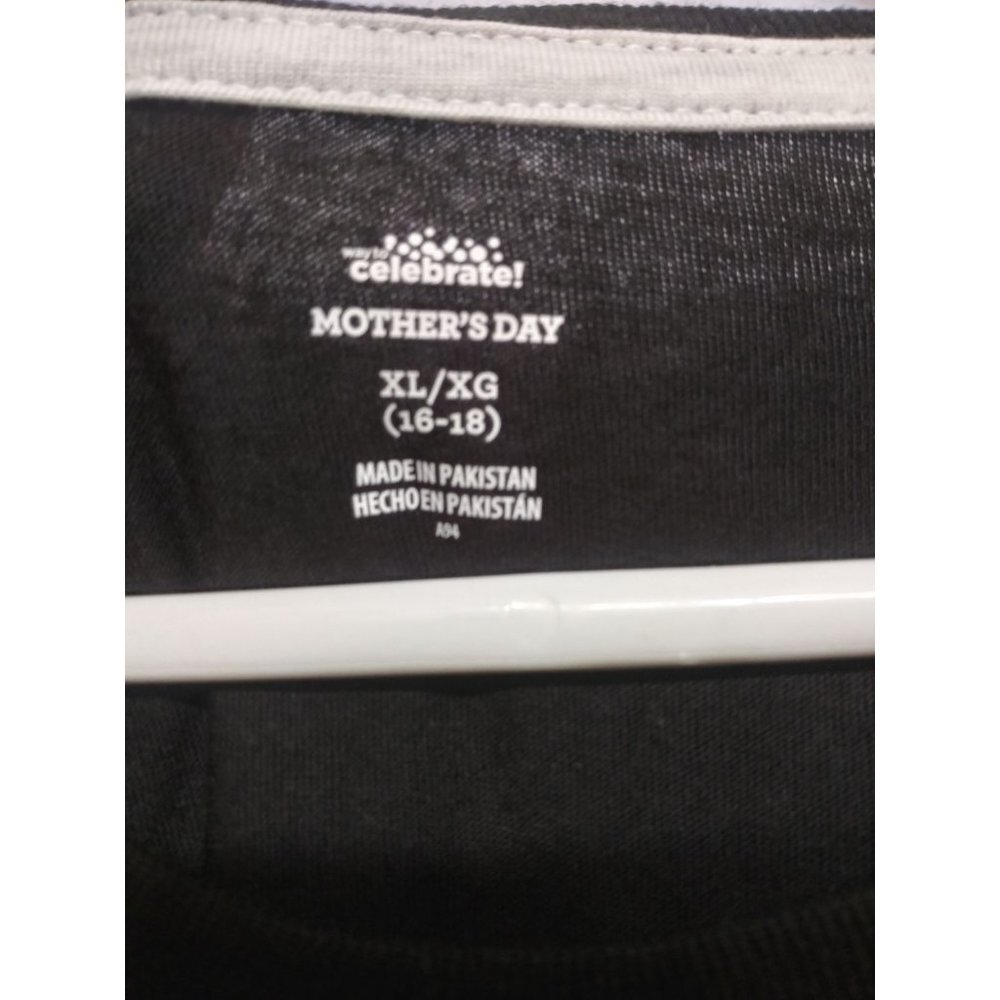 way to
celebrate!
MOTHER'S DAY
XL/XG
(16-18)
MADE IN PAKISTAN
HECHO EN PAKISTÁN
A94